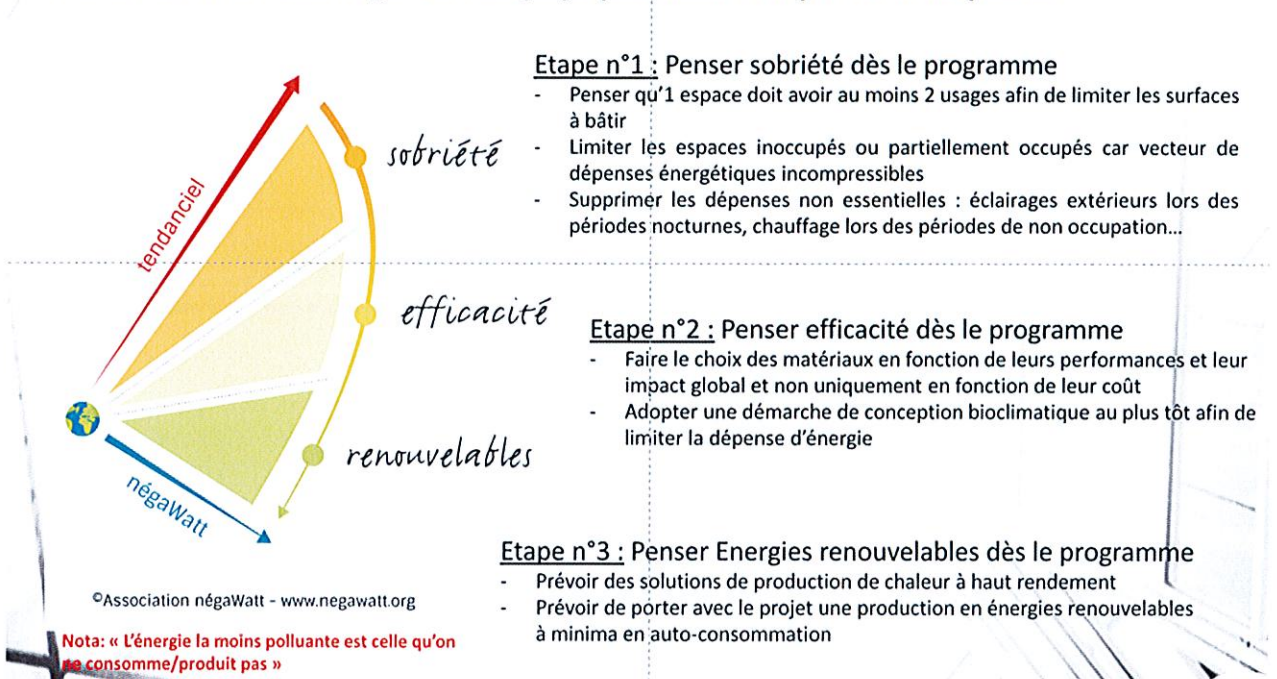 Etape n°1 : Penser sobriété dès le programme
- Penser qu'1 espace doit avoir au moins 2 usages afin de limiter les surfaces
à bâtir
- Limiter les espaces inoccupés ou partiellement occupés car vecteur de
dépenses énergétiques incompressibles
- Supprimer les dépenses non essentielles : éclairages extérieurs lors des
périodes nocturnes, chauffage lors des périodes de non occupation...
sobriété
tendanciel
efficacité
Etape n°2 : Penser efficacité dès le programme
- Faire le choix des matériaux en fonction de leurs performances et leur
impact global et non uniquement en fonction de leur coût
- Adopter une démarche de conception bioclimatique au plus tôt afin de
limiter la dépense d'énergie
renouvelables
négaWatt
Etape n°3 : Penser Energies renouvelables dès le programme
- Prévoir des solutions de production de chaleur à haut rendement
- Prévoir de porter avec le projet une production en énergies renouvelables
à minima en auto-consommation
©Association négaWatt - www.negawatt.org
Nota: « L'énergie la moins polluante est celle qu'on
ne consomme/produit pas »